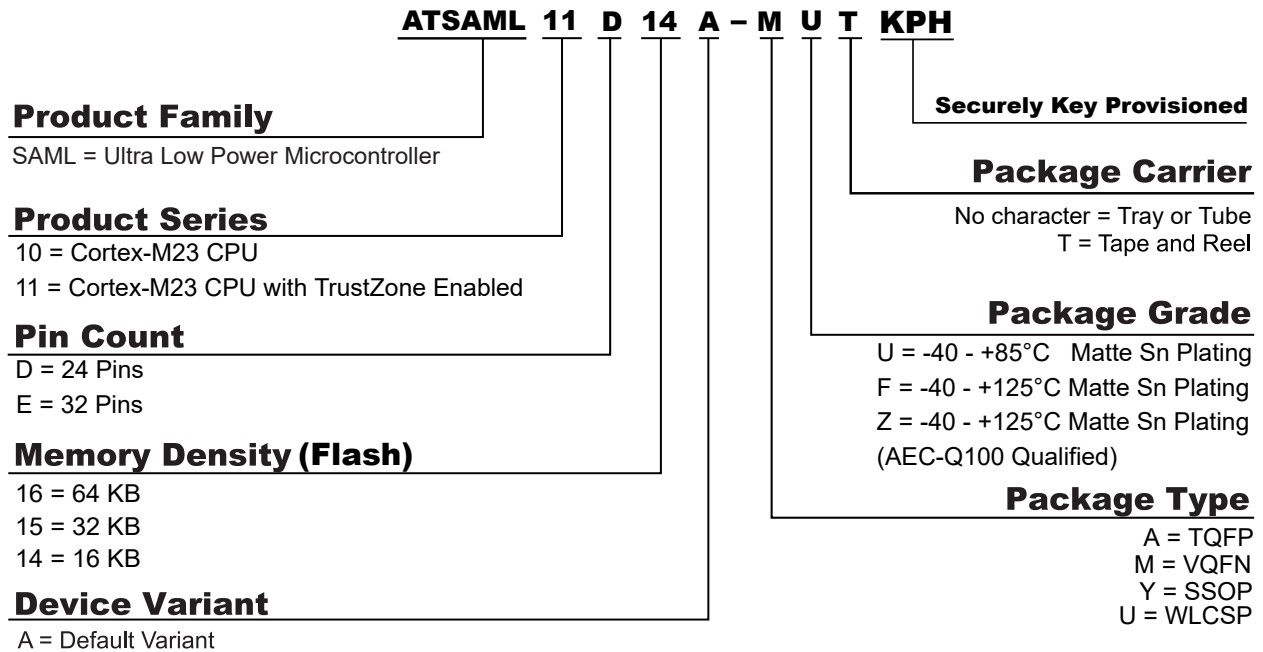 ATSAML 11 D 14 A – M U T KPH
Product Family
SAML = Ultra Low Power Microcontroller
Product Series
10 = Cortex-M23 CPU
11 = Cortex-M23 CPU with TrustZone Enabled
Pin Count
D = 24 Pins
E = 32 Pins
Memory Density (Flash)
16 = 64 KB
15 = 32 KB
14 = 16 KB
Device Variant
A = Default Variant
Securely Key Provisioned
Package Carrier
No character = Tray or Tube
T = Tape and Reel
Package Grade
U = -40 - +85°C Matte Sn Plating
F = -40 - +125°C Matte Sn Plating
Z = -40 - +125°C Matte Sn Plating
(AEC-Q100 Qualified)
Package Type
A = TQFP
M = VQFN
Y = SSOP
U = WLCSP